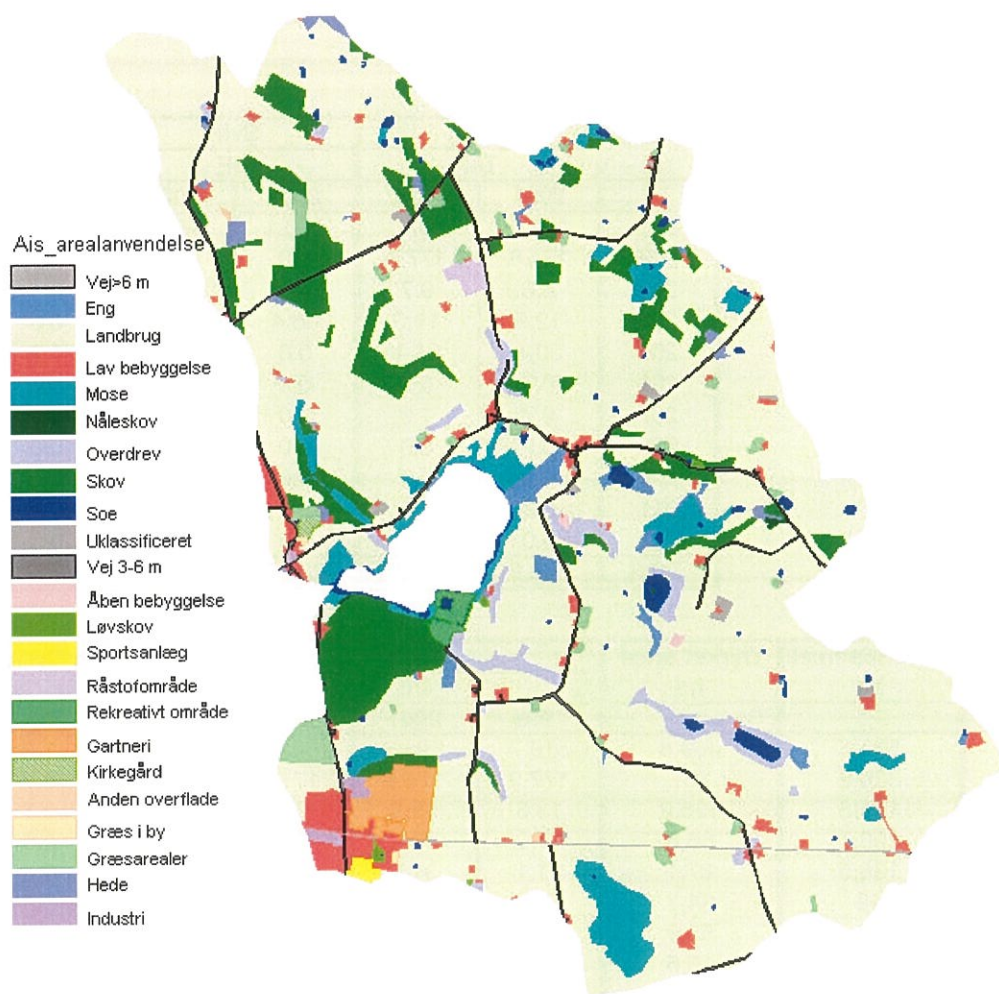 Ais_arealanvendelse
Vej>6 m
Eng
Landbrug
Lav bebyggelse
Mose
Nåleskov
Overdrev
Skov
Soe
Uklassificeret
Vej 3-6 m
Åben bebyggelse
Løvskov
Sportsanlæg
Råstofområde
Rekreativt område
Gartneri
Kirkegård
Anden overflade
Græs i by
Græsarealer
Hede
Industri